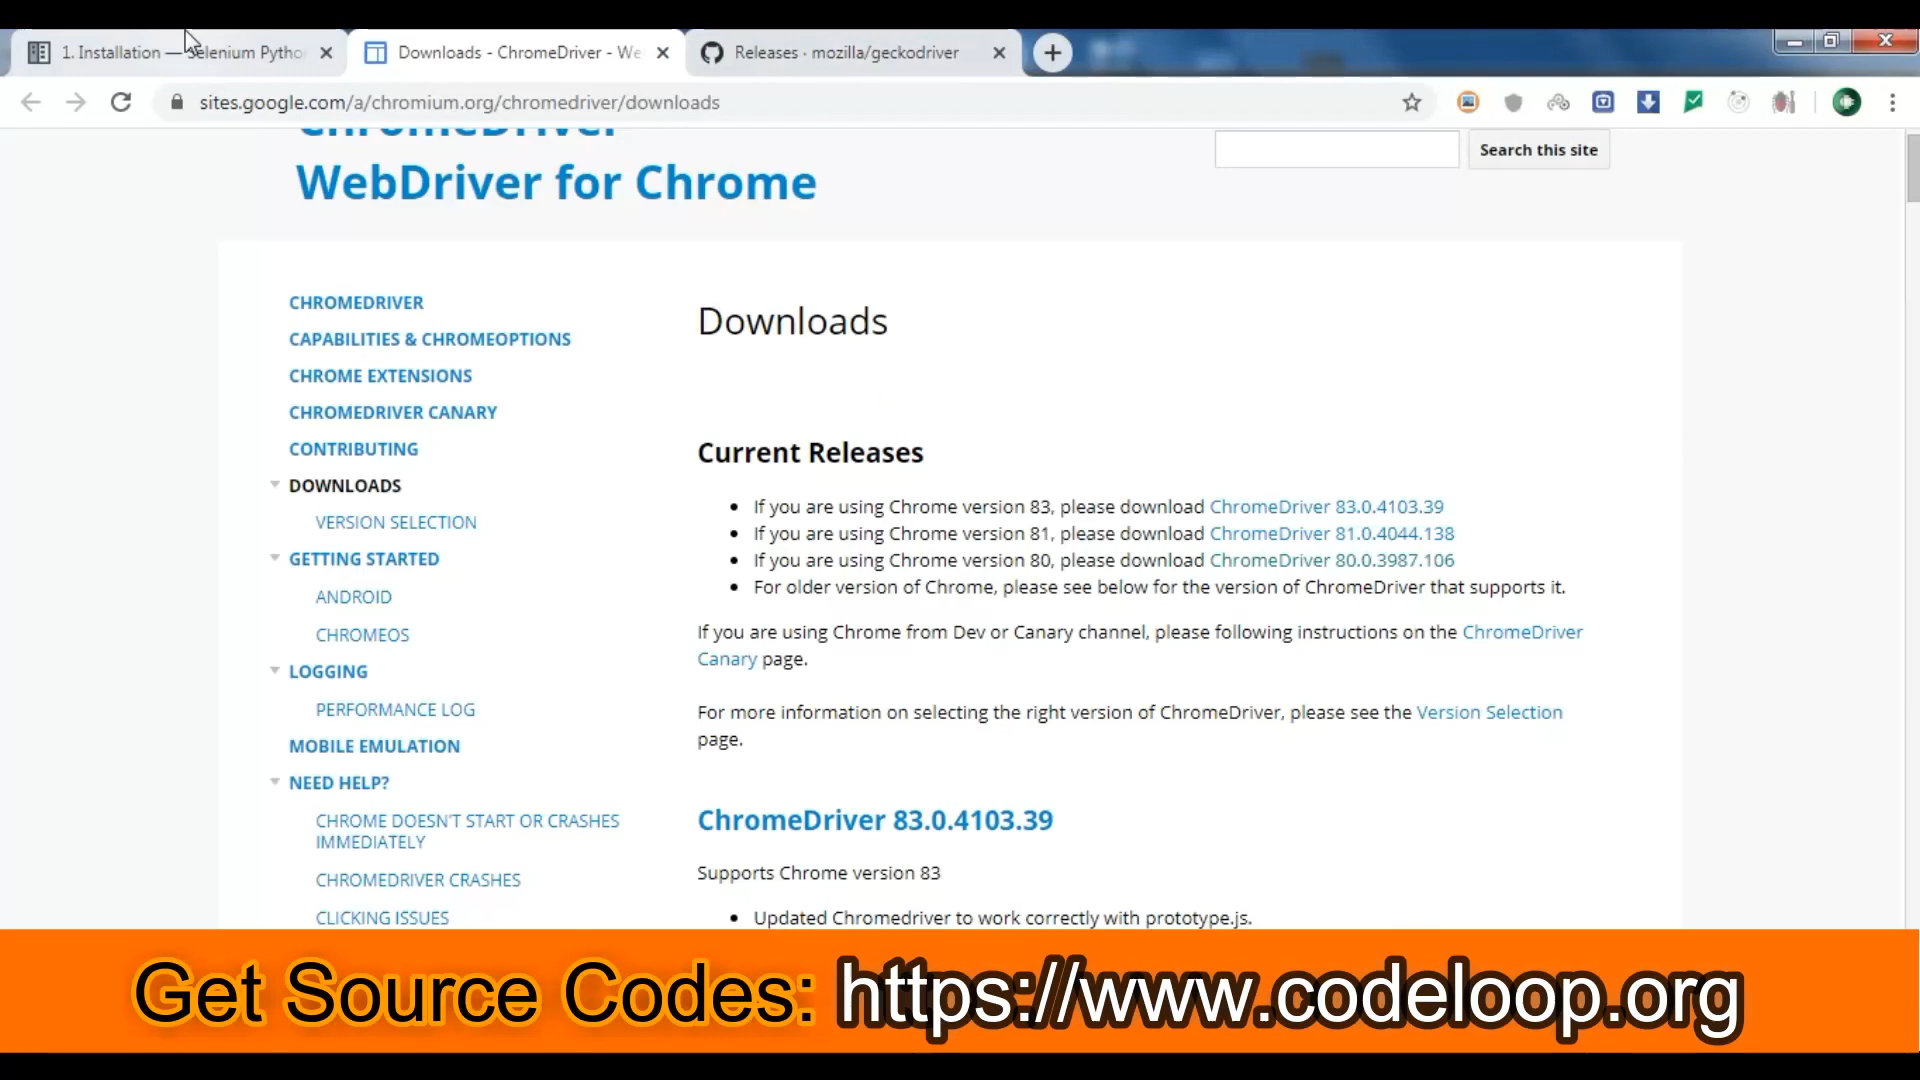 1. Installation — Selenium Python
Downloads - ChromeDriver - We
Releases · mozilla/geckodriver
sites.google.com/a/chromium.org/chromedriver/downloads
ChromeDriver
WebDriver for Chrome
Search this site
CHROMEDRIVER
CAPABILITIES & CHROMEOPTIONS
CHROME EXTENSIONS
CHROMEDRIVER CANARY
CONTRIBUTING
DOWNLOADS
VERSION SELECTION
GETTING STARTED
ANDROID
CHROMEOS
LOGGING
PERFORMANCE LOG
MOBILE EMULATION
NEED HELP?
CHROME DOESN'T START OR CRASHES
IMMEDIATELY
CHROMEDRIVER CRASHES
CLICKING ISSUES
Downloads
Current Releases
• If you are using Chrome version 83, please download ChromeDriver 83.0.4103.39
• If you are using Chrome version 81, please download ChromeDriver 81.0.4044.138
• If you are using Chrome version 80, please download ChromeDriver 80.0.3987.106
• For older version of Chrome, please see below for the version of ChromeDriver that supports it.
If you are using Chrome from Dev or Canary channel, please following instructions on the ChromeDriver
Canary page.
For more information on selecting the right version of ChromeDriver, please see the Version Selection
page.
ChromeDriver 83.0.4103.39
Supports Chrome version 83
• Updated Chromedriver to work correctly with prototype.js.
Get Source Codes: https://www.codeloop.org